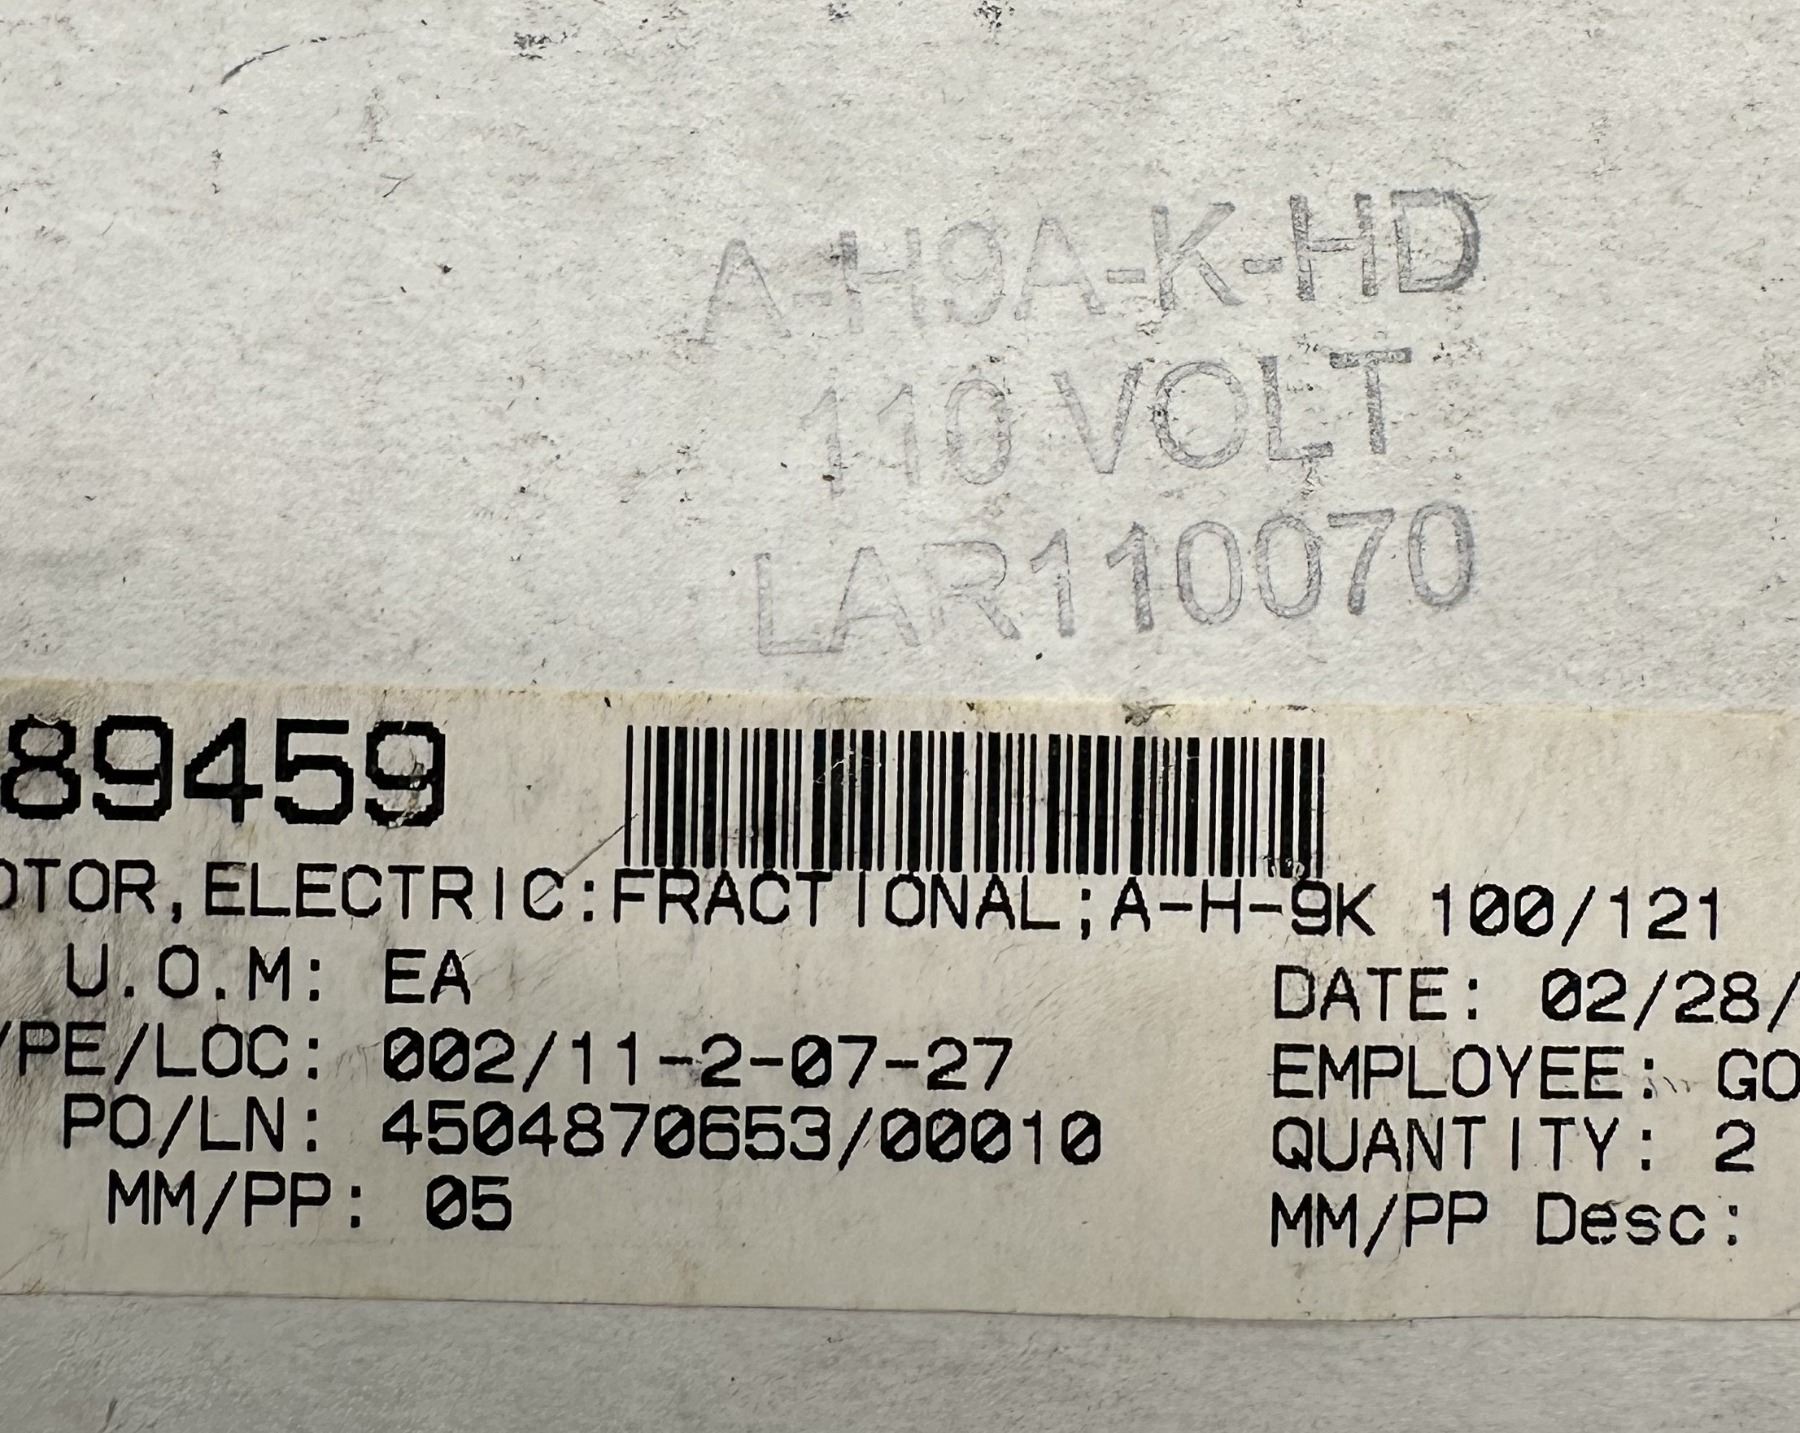 A-H9A-K-HD
110 VOLT
LAR110070
89459
OTOR,ELECTRIC:FRACTIONAL;A-H-9K 100/121
U.O.M: EA
DATE: 02/28/
YPE/LOC: 002/11-2-07-27
EMPLOYEE: GO
PO/LN: 4504870653/00010
QUANTITY: 2
MM/PP: 05
MM/PP Desc: